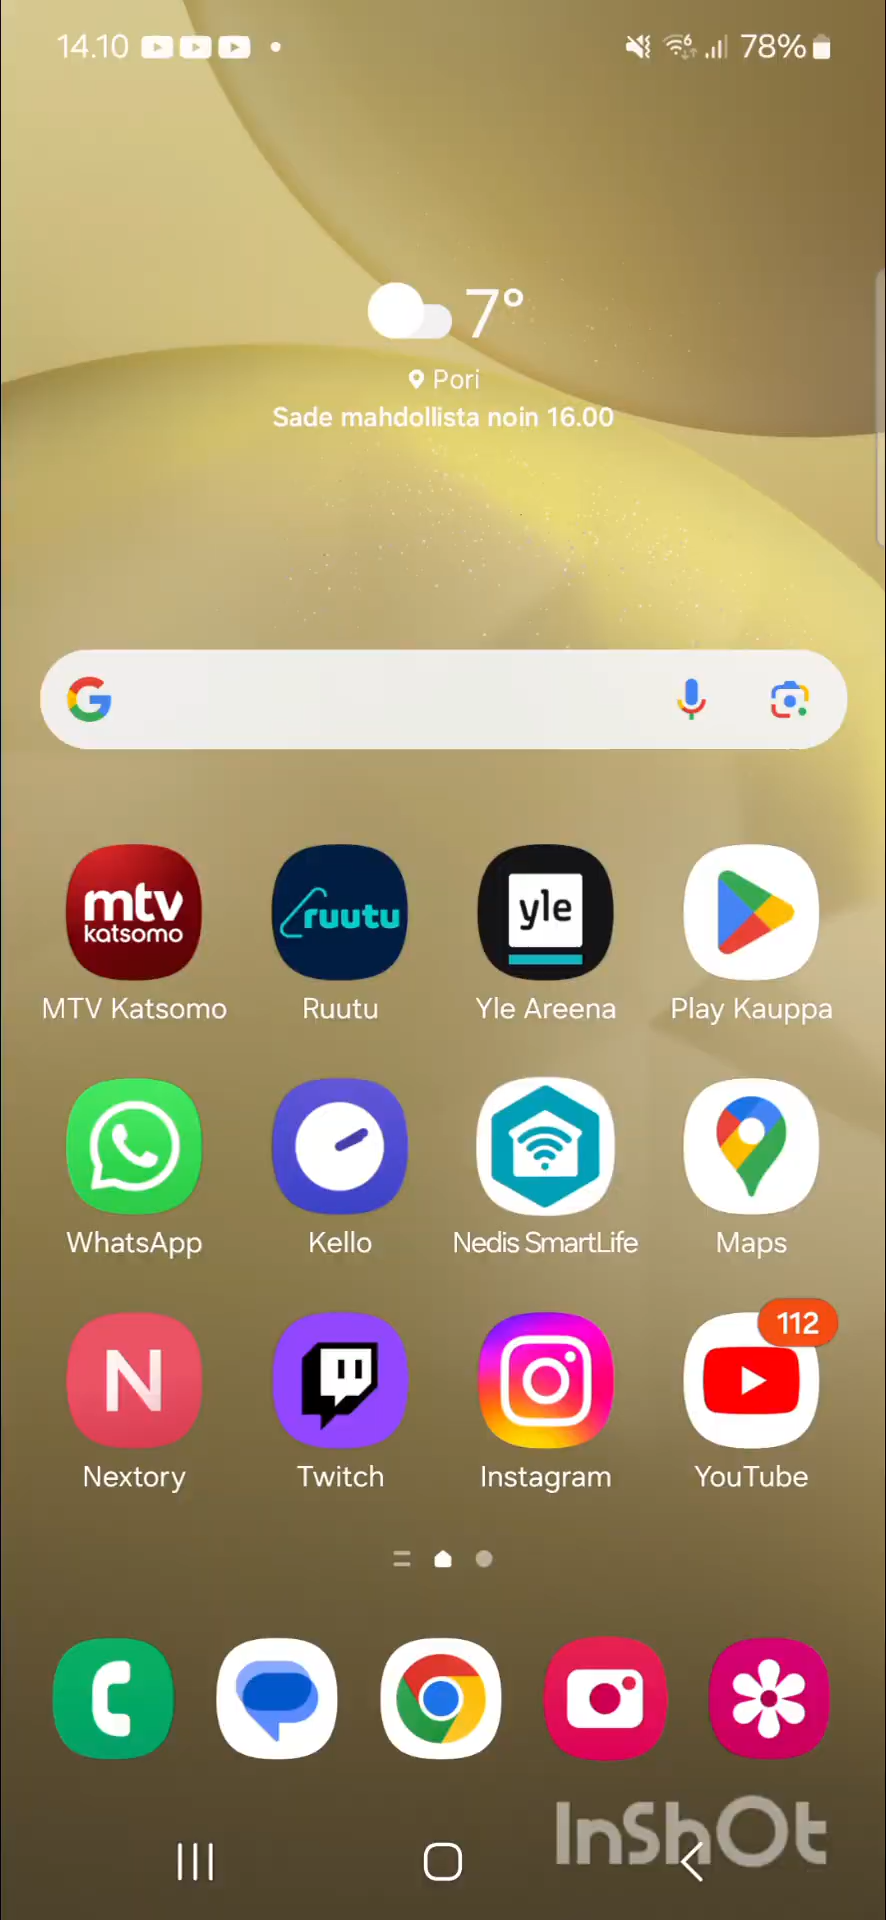 14.10 78%
7°
Pori
Sade mahdollista noin 16.00
mtv
katsomo
ruutu
yle
MTV Katsomo Ruutu Yle Areena Play Kauppa
WhatsApp Kello Nedis SmartLife Maps
112
N
Nextory Twitch Instagram YouTube
InShOt